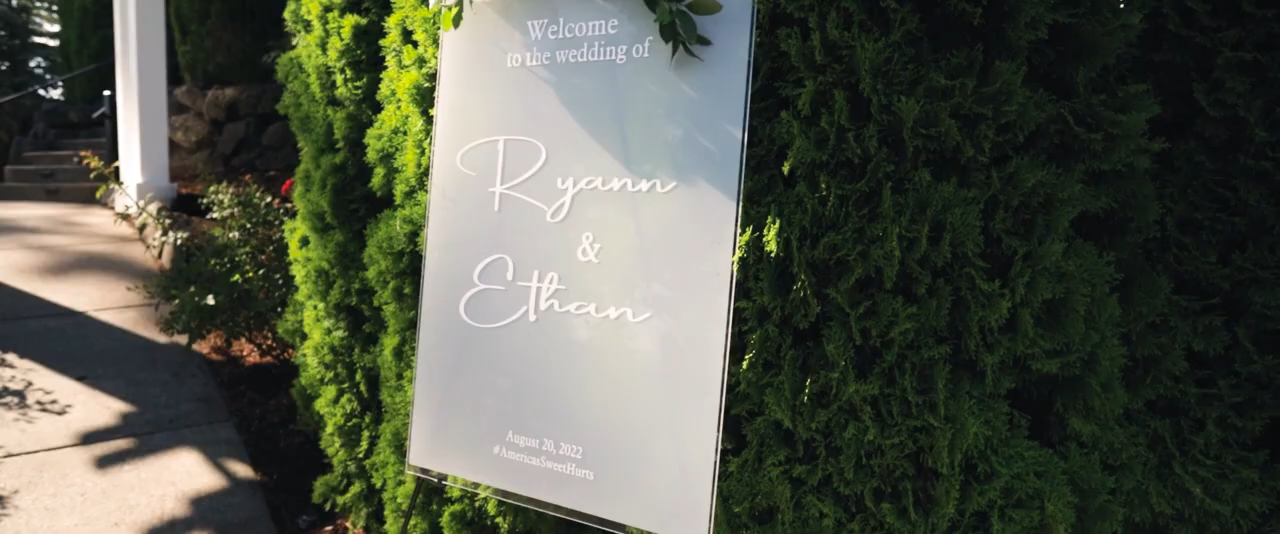 Welcome
to the wedding of
Ryann
&
Ethan
August 20, 2022
#AmericasSweetHurts